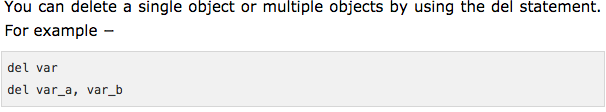 You can delete a single object or multiple objects by using the del statement.
For example −
del var
del var_a, var_b